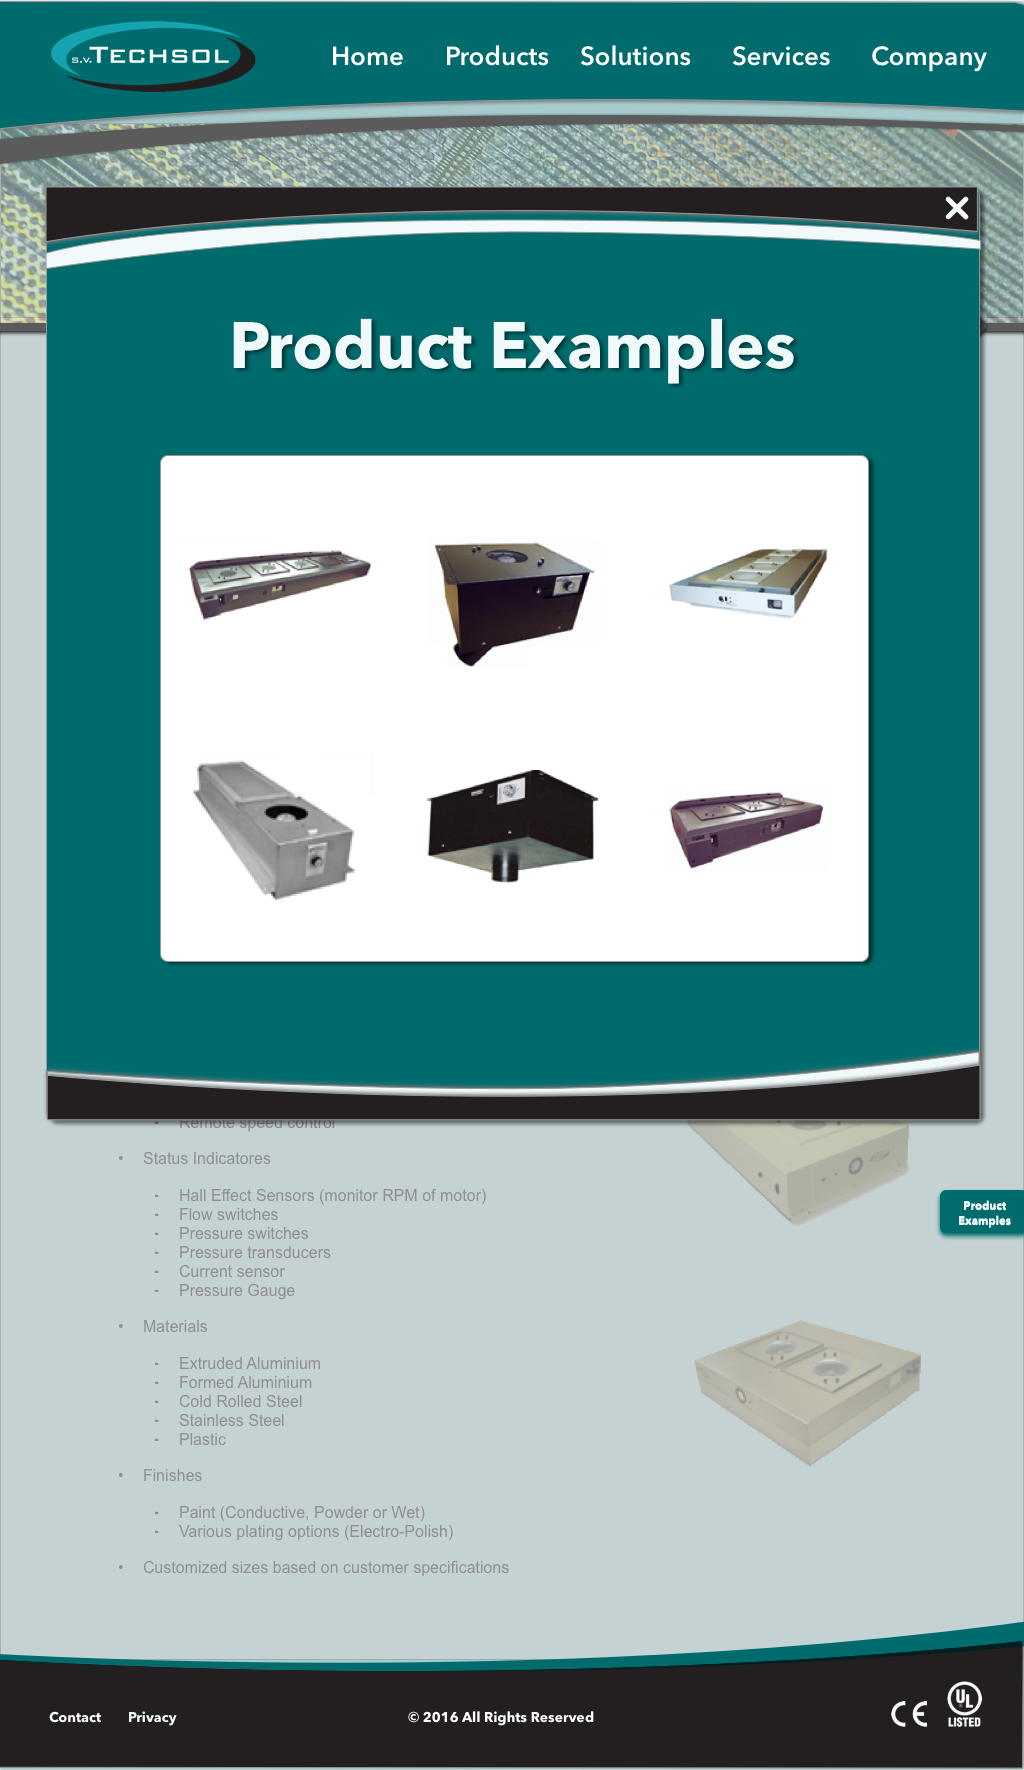 S.V. TECHSOL
Home Products Solutions Services Company
Product Examples
- Remote speed control
• Status Indicatores
- Hall Effect Sensors (monitor RPM of motor)
- Flow switches
- Pressure switches
- Pressure transducers
- Current sensor
- Pressure Gauge
Product
Examples
• Materials
- Extruded Aluminium
- Formed Aluminium
- Cold Rolled Steel
- Stainless Steel
- Plastic
• Finishes
- Paint (Conductive, Powder or Wet)
- Various plating options (Electro-Polish)
• Customized sizes based on customer specifications
Contact Privacy © 2016 All Rights Reserved CE UL
LISTED